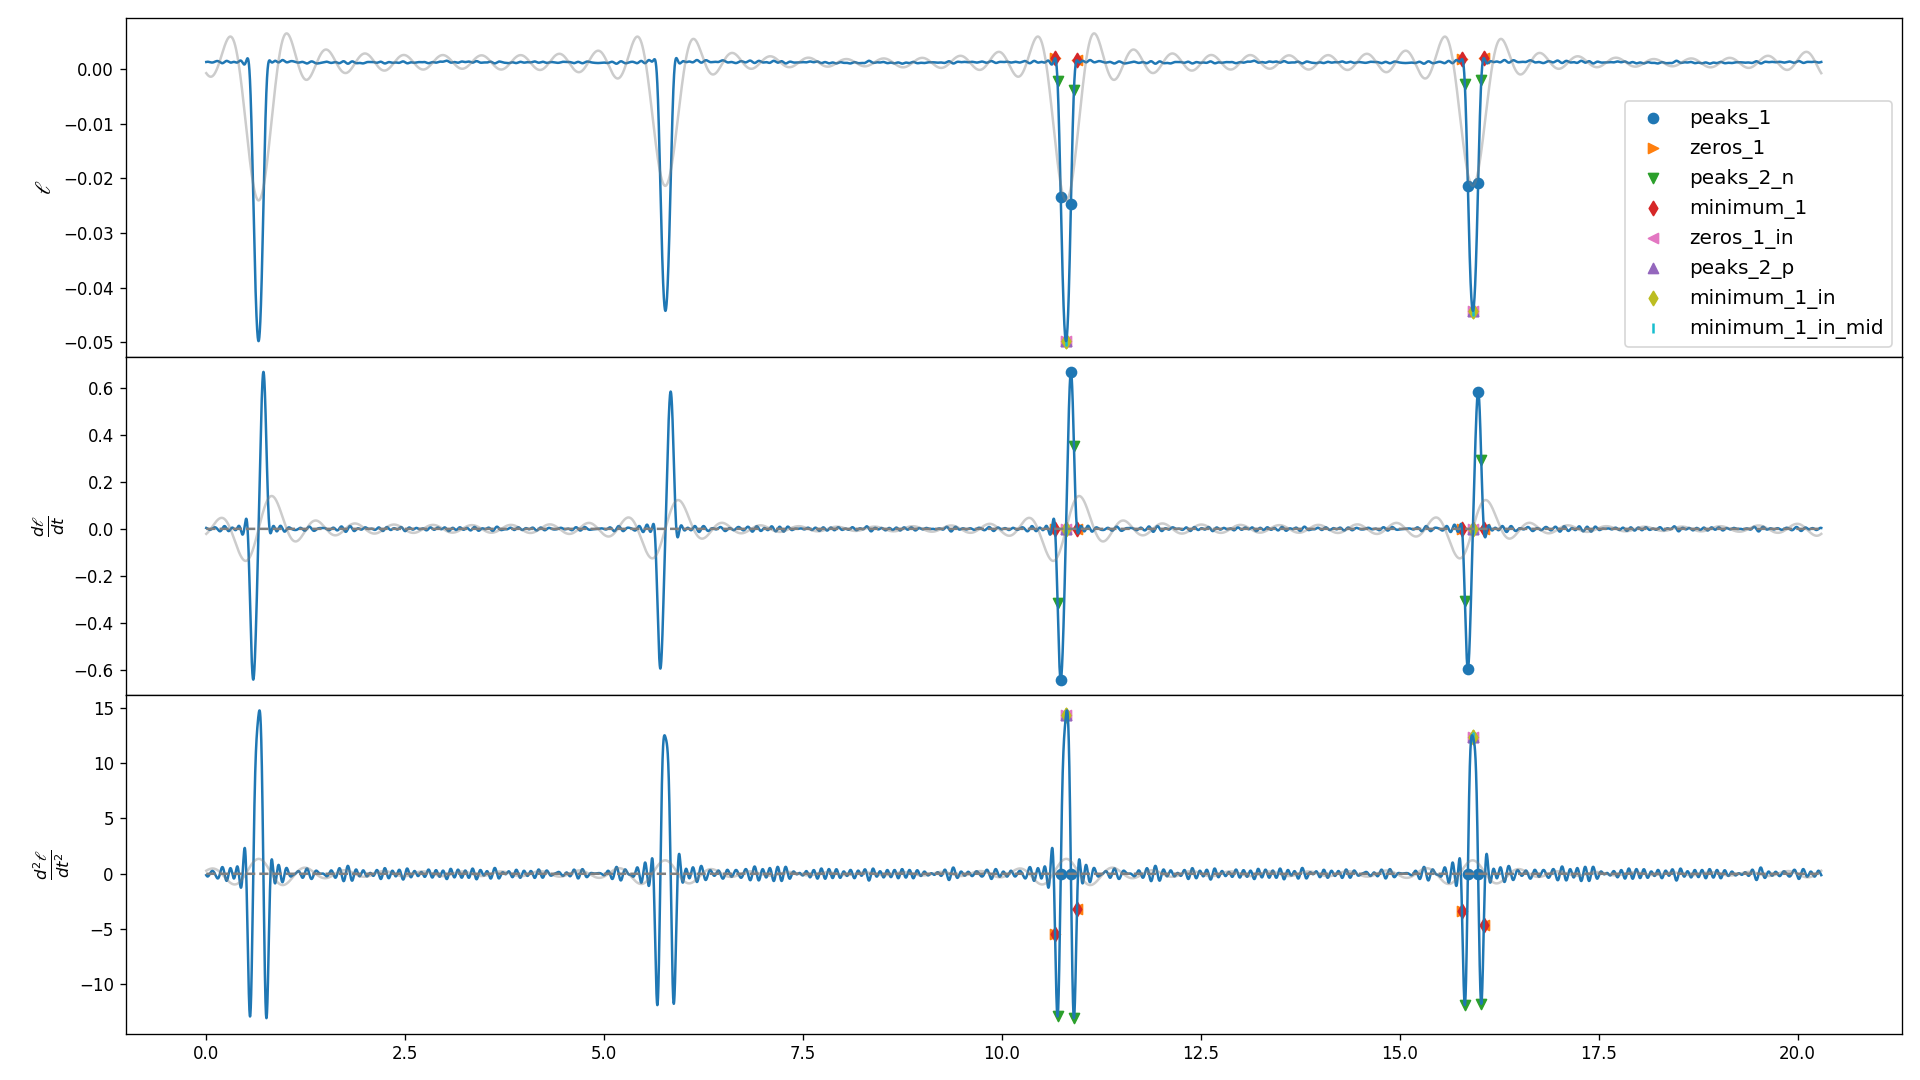 0.00
−0.01
−0.02
−0.03
−0.04
−0.05
ℓ
peaks_1
zeros_1
peaks_2_n
minimum_1
zeros_1_in
peaks_2_p
minimum_1_in
minimum_1_in_mid
0.6
0.4
0.2
0.0
−0.2
−0.4
−0.6
dℓ
dt
15
10
5
0
−5
−10
d²ℓ
dt²
0.0 2.5 5.0 7.5 10.0 12.5 15.0 17.5 20.0